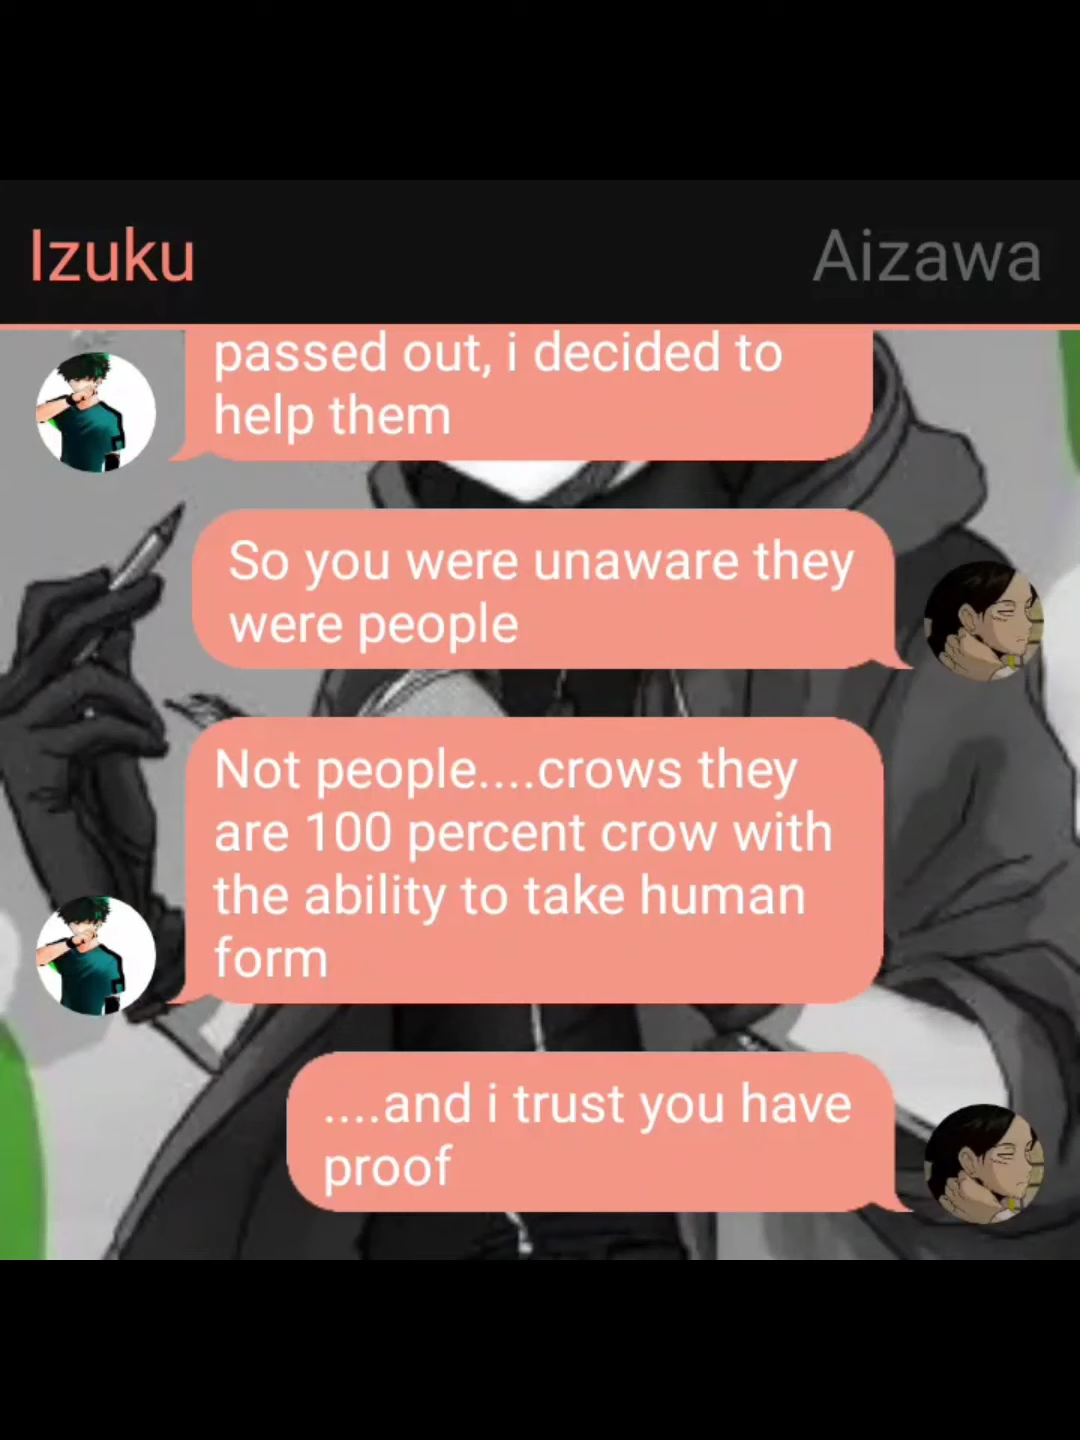 Izuku
Aizawa
passed out, i decided to
help them
So you were unaware they
were people
Not people....crows they
are 100 percent crow with
the ability to take human
form
....and i trust you have
proof